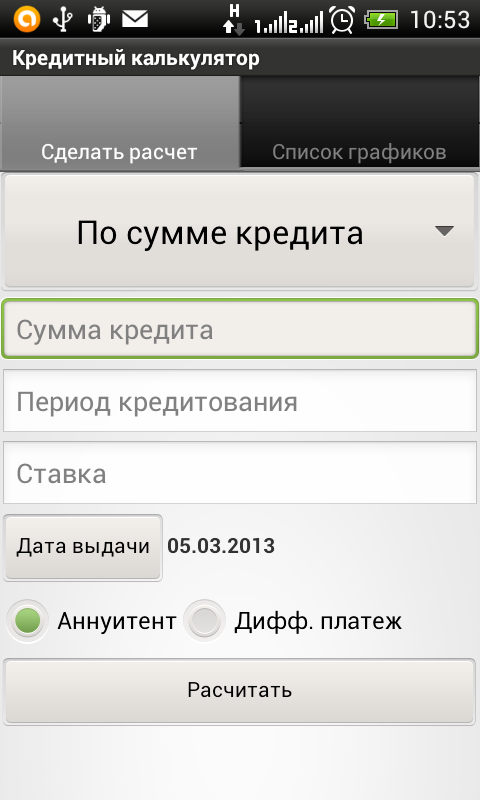 H
1 2 10:53
Кредитный калькулятор
Сделать расчет
Список графиков
По сумме кредита
Сумма кредита
Период кредитования
Ставка
Дата выдачи 05.03.2013
Аннуитент Дифф. платеж
Расчитать